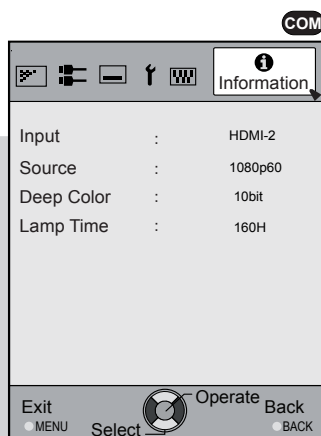 COM
Information
Input : HDMI-2
Source : 1080p60
Deep Color : 10bit
Lamp Time : 160H
Exit
MENU
Select
Operate
Back
BACK